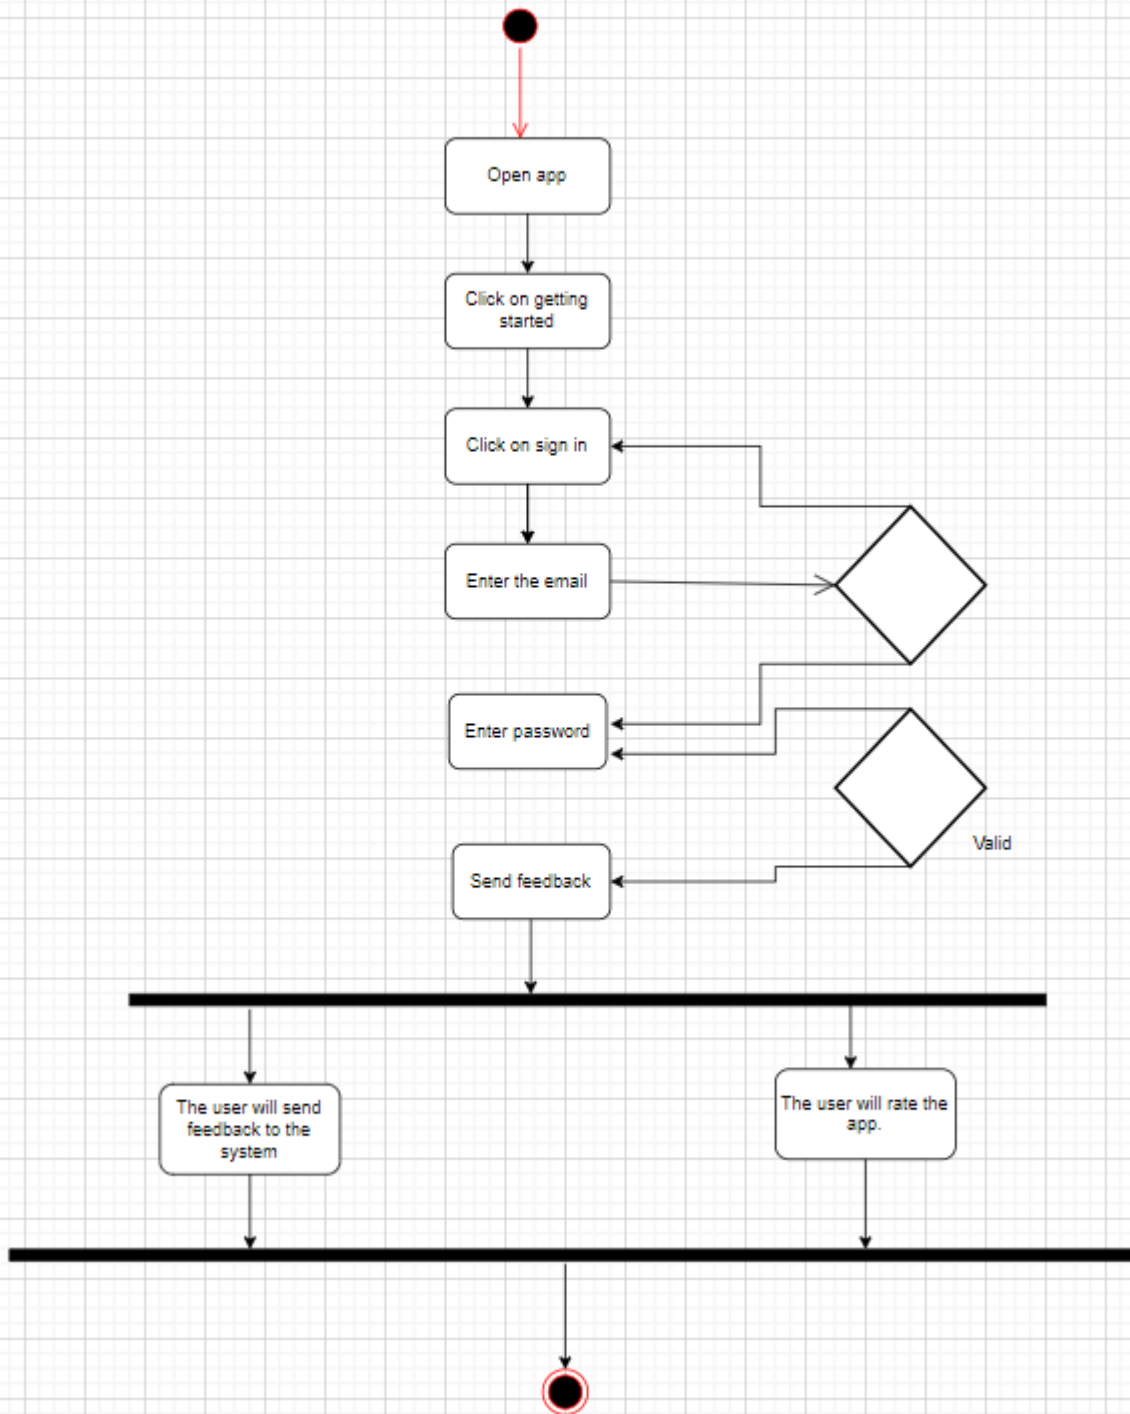 Open app
Click on getting
started
Click on sign in
Enter the email
Enter password
Valid
Send feedback
The user will send
feedback to the
system
The user will rate the
app.